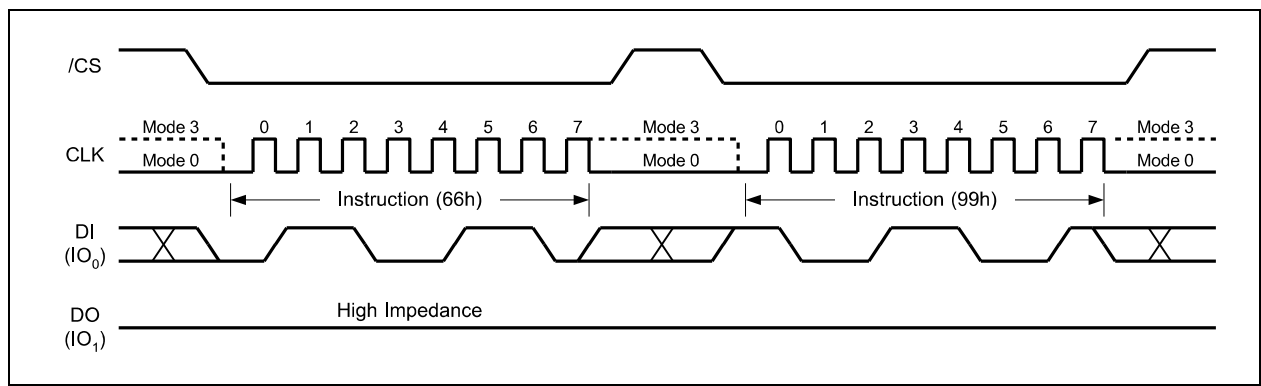 /CS
Mode 3 0 1 2 3 4 5 6 7 Mode 3 0 1 2 3 4 5 6 7 Mode 3
CLK
Mode 0 Mode 0 Mode 0
Instruction (66h) Instruction (99h)
DI
(IO₀)
High Impedance
DO
(IO₁)